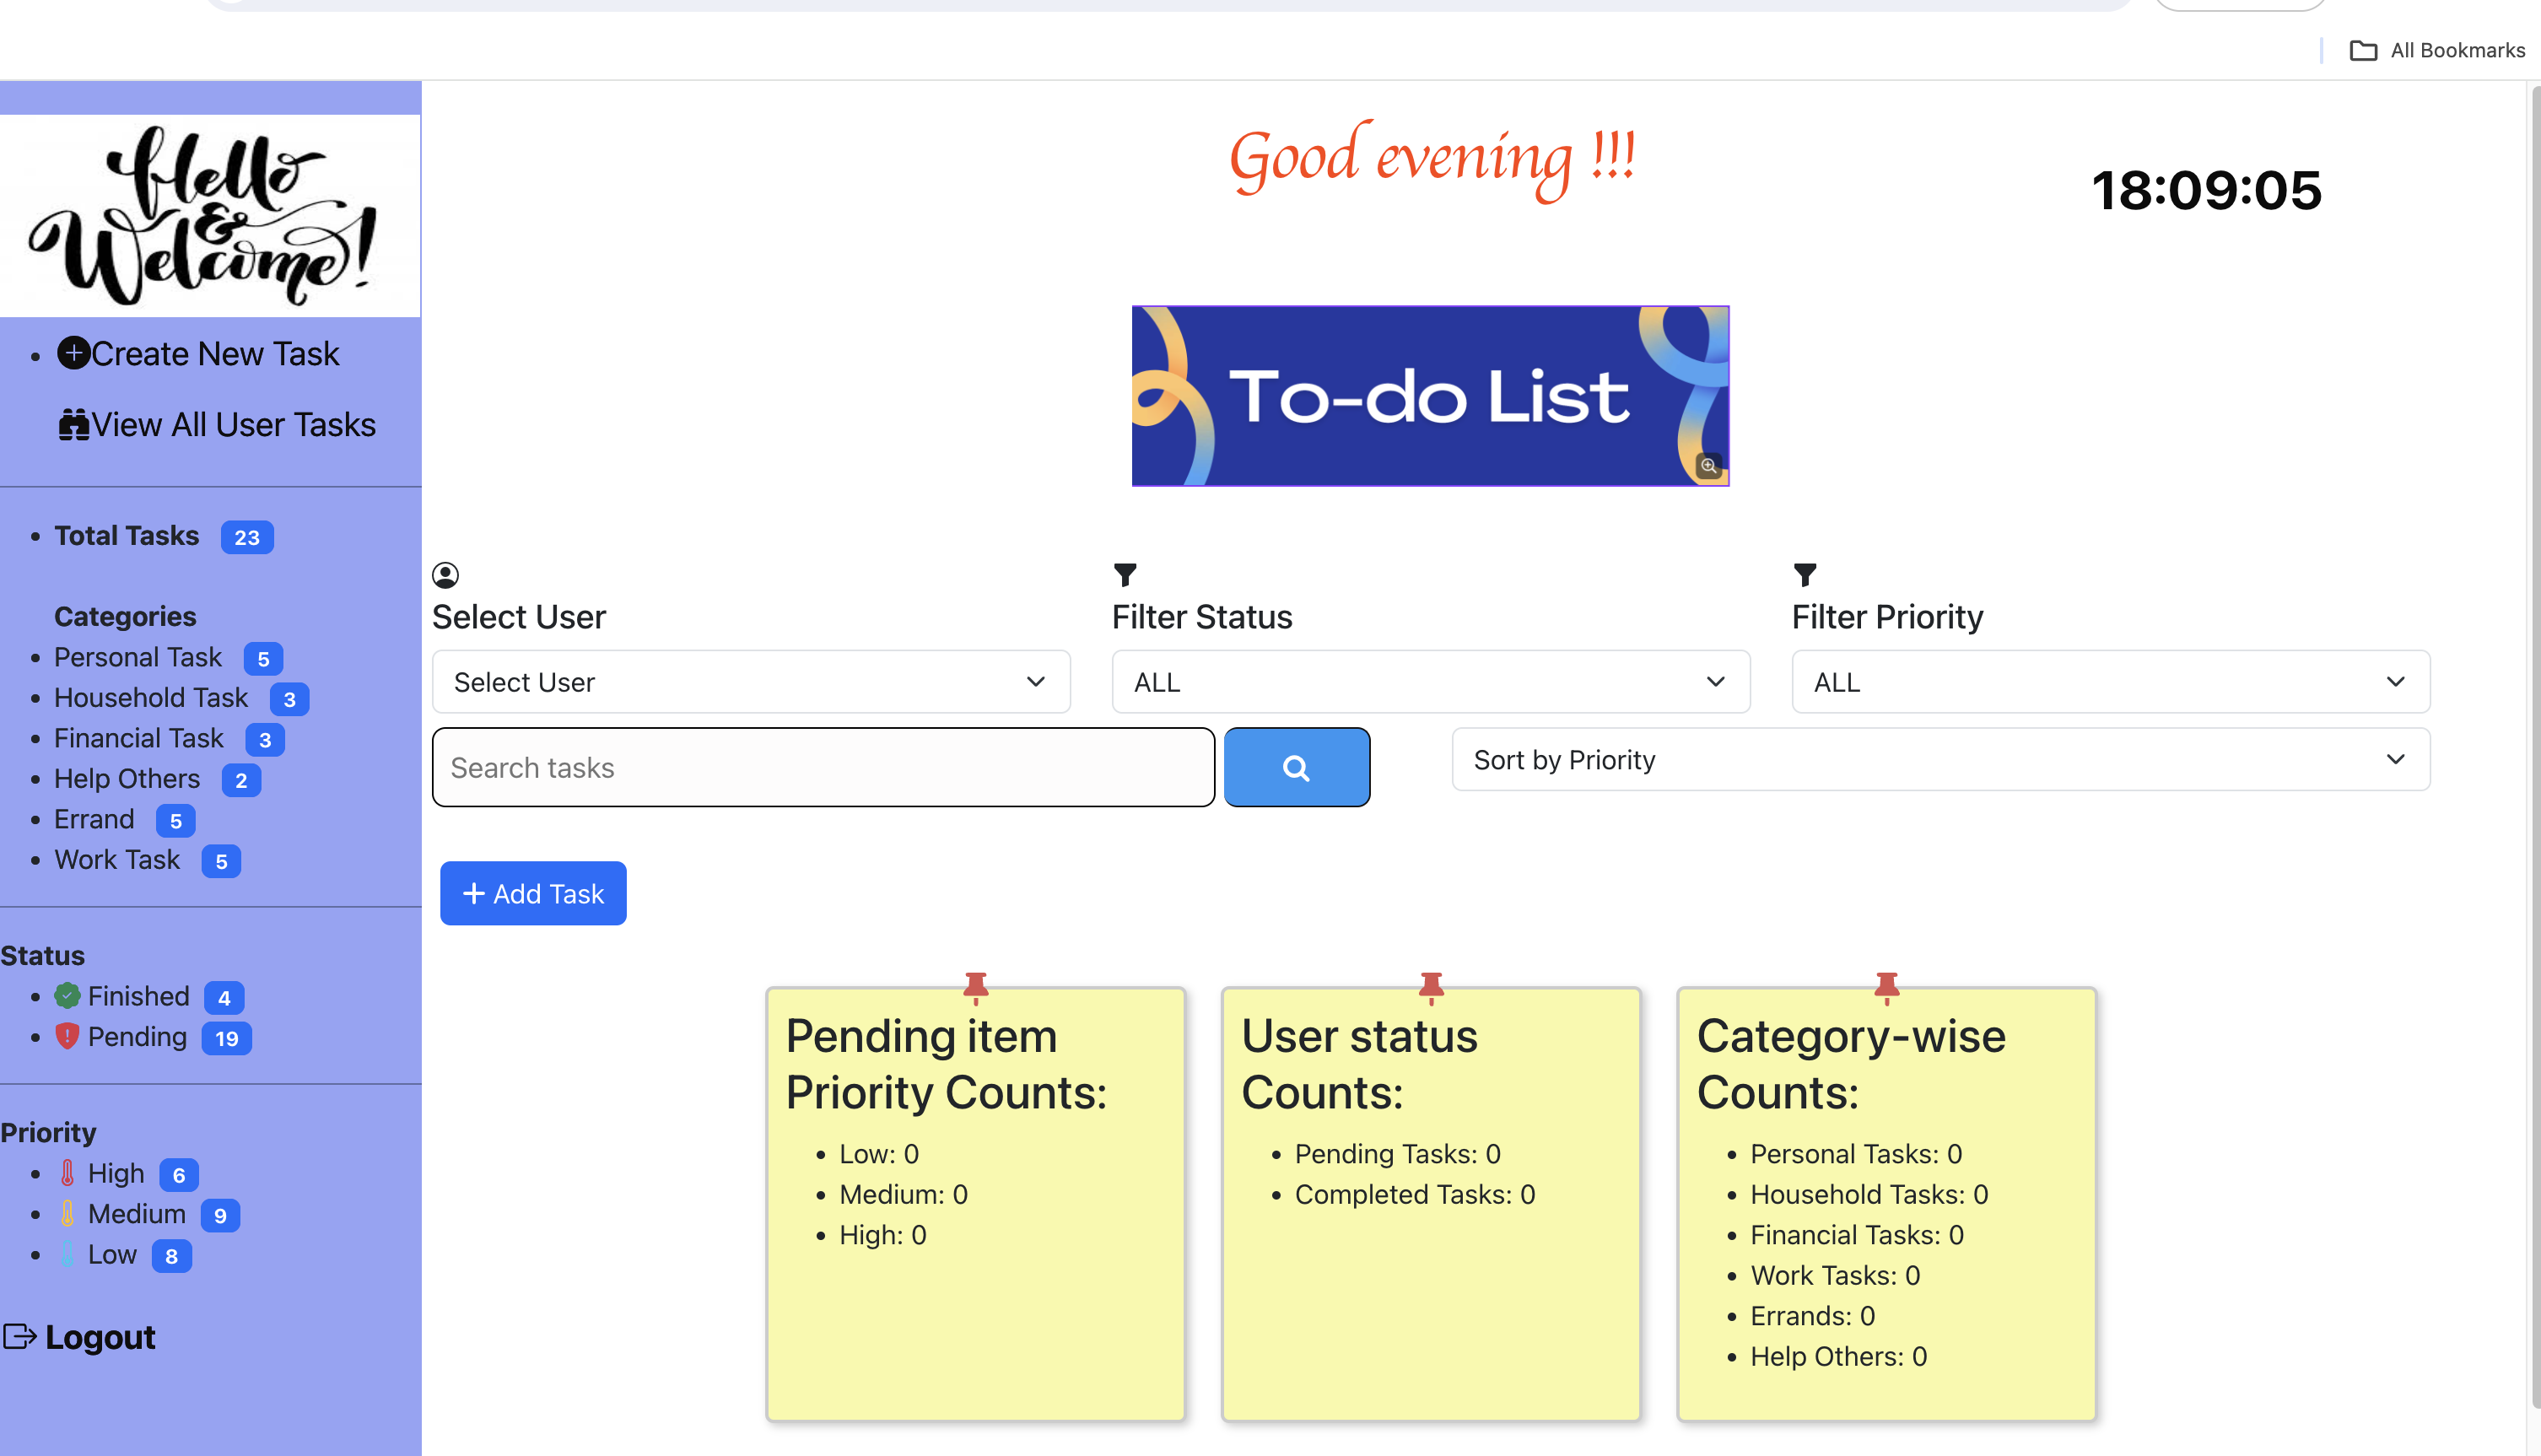 All Bookmarks
Hello
&
Welcome!
Create New Task
View All User Tasks
Total Tasks 23
Categories
Personal Task 5
Household Task 3
Financial Task 3
Help Others 2
Errand 5
Work Task 5
Status
Finished 4
Pending 19
Priority
High 6
Medium 9
Low 8
Logout
Good evening !!!
18:09:05
To-do List
Select User
Select User
Filter Status
ALL
Filter Priority
ALL
Search tasks
Sort by Priority
Add Task
Pending item
Priority Counts:
Low: 0
Medium: 0
High: 0
User status
Counts:
Pending Tasks: 0
Completed Tasks: 0
Category-wise
Counts:
Personal Tasks: 0
Household Tasks: 0
Financial Tasks: 0
Work Tasks: 0
Errands: 0
Help Others: 0